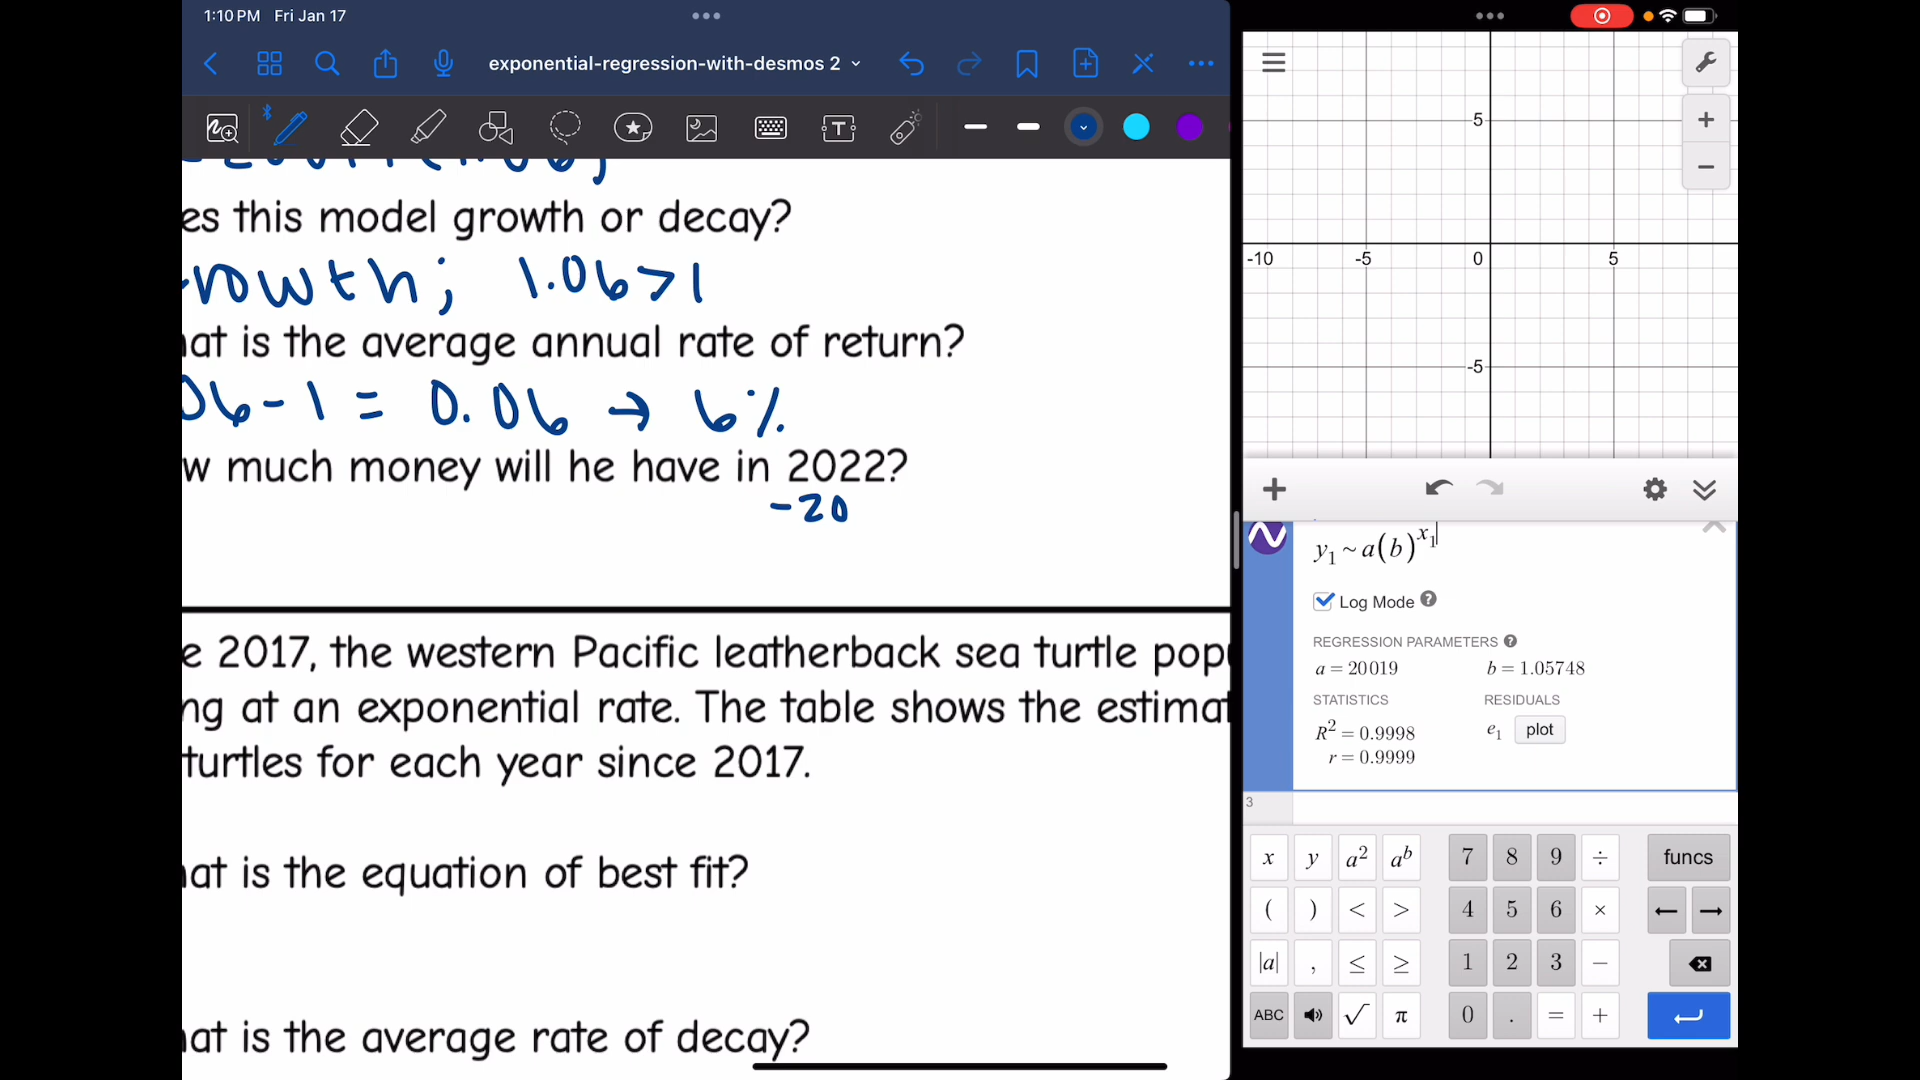 1:10 PM Fri Jan 17
exponential-regression-with-desmos 2
es this model growth or decay?
rowth; 1.06>1
at is the average annual rate of return?
06-1 = 0.06 → 6%
w much money will he have in 2022?
-20
e 2017, the western Pacific leatherback sea turtle popu
ng at an exponential rate. The table shows the estimat
turtles for each year since 2017.
at is the equation of best fit?
at is the average rate of decay?
5
-10 -5 0 5
-5
y₁ ~ a(b)^x₁
Log Mode ?
REGRESSION PARAMETERS ?
a = 20019 b = 1.05748
STATISTICS RESIDUALS
R² = 0.9998 e₁ plot
r = 0.9999
3
x y a² aᵇ 7 8 9 ÷ funcs
( ) < > 4 5 6 × ← →
|a| , ≤ ≥ 1 2 3 −
ABC √ π 0 . = +